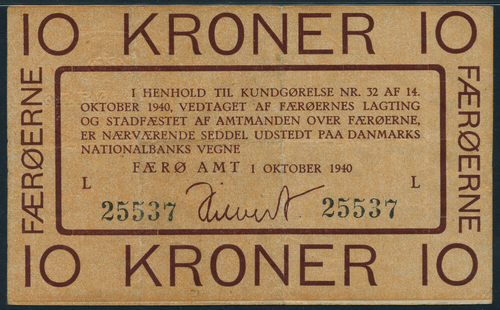 10 KRONER 10
FÆRØERNE
I HENHOLD TIL KUNDGØRELSE NR. 32 AF 14.
OKTOBER 1940, VEDTAGET AF FÆRØERNES LAGTING
OG STADFÆSTET AF AMTMANDEN OVER FÆRØERNE,
ER NÆRVÆRENDE SEDDEL UDSTEDT PAA DANMARKS
NATIONALBANKS VEGNE
FÆRØ AMT 1 OKTOBER 1940
L L
25537 25537
FÆRØERNE
10 KRONER 10